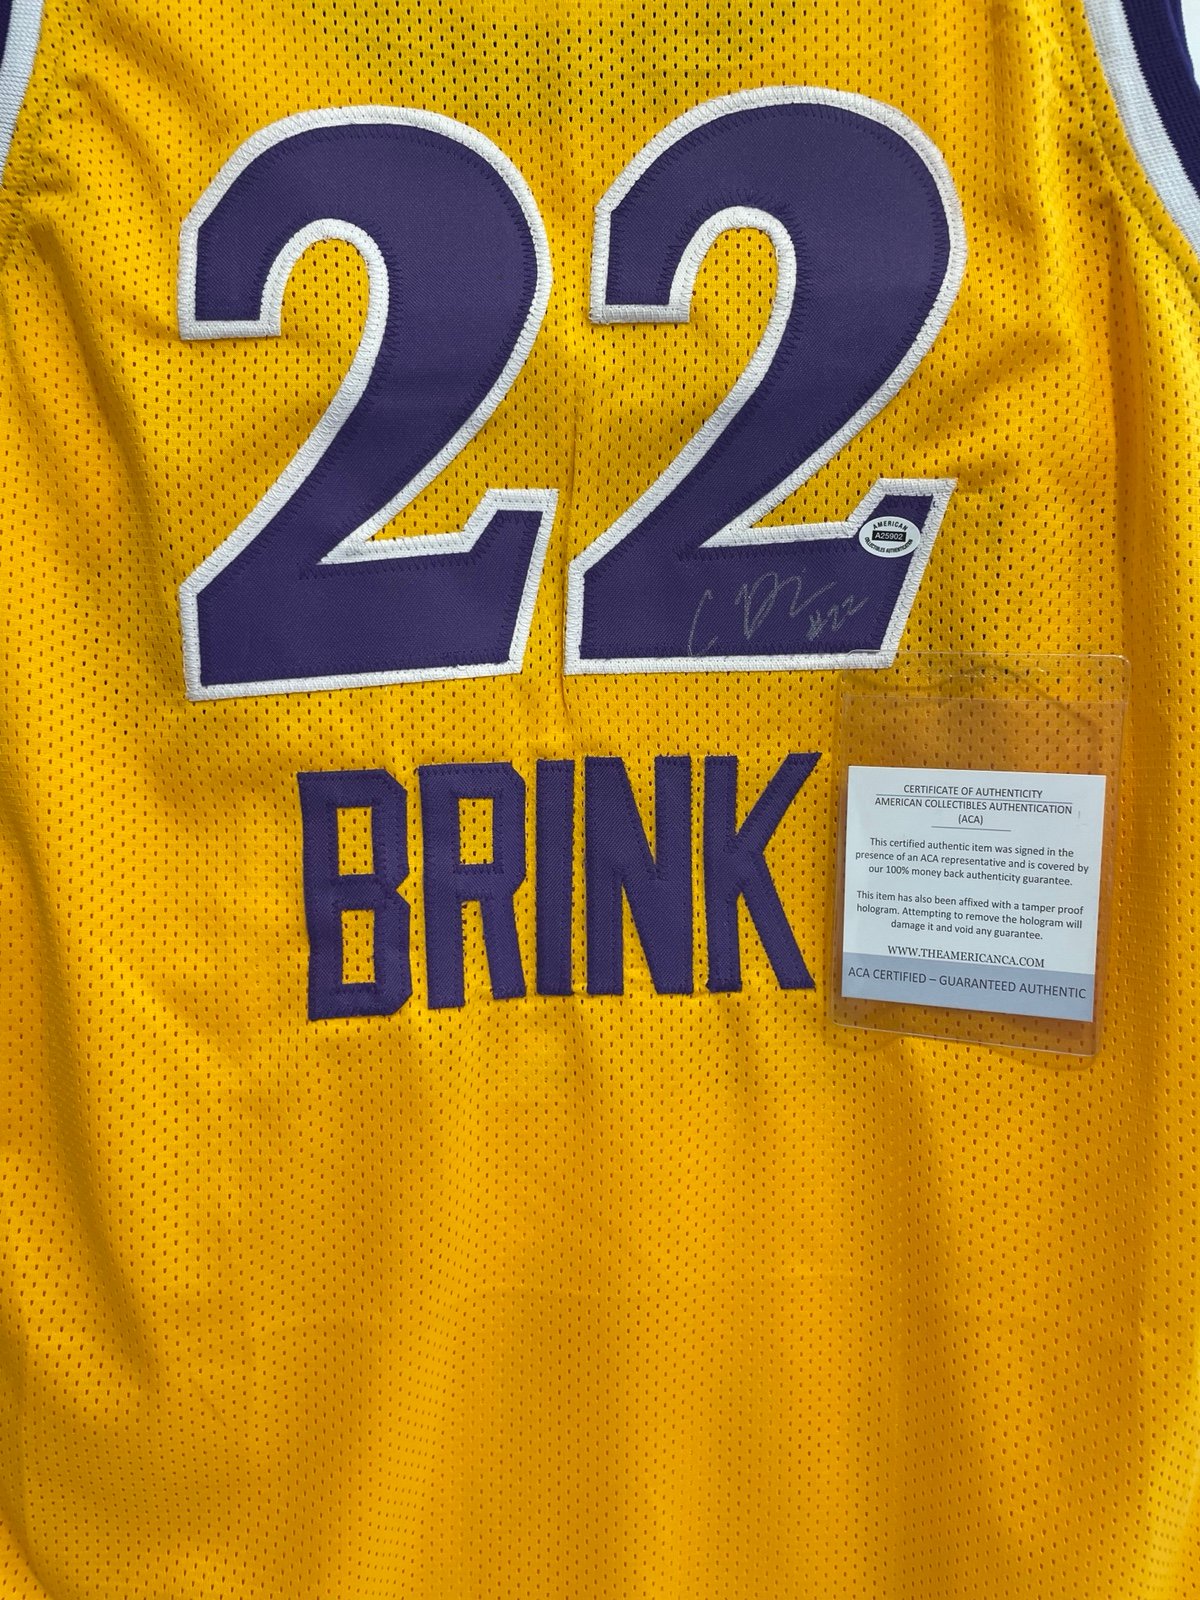 22
AMERICAN
A25902
COLLECTIBLES AUTHENTICATION
#22
BRINK
CERTIFICATE OF AUTHENTICITY
AMERICAN COLLECTIBLES AUTHENTICATION
(ACA)
This certified authentic item was signed in the
presence of an ACA representative and is covered by
our 100% money back authenticity guarantee.
This item has also been affixed with a tamper proof
hologram. Attempting to remove the hologram will
damage it and void any guarantee.
WWW.THEAMERICANCA.COM
ACA CERTIFIED – GUARANTEED AUTHENTIC